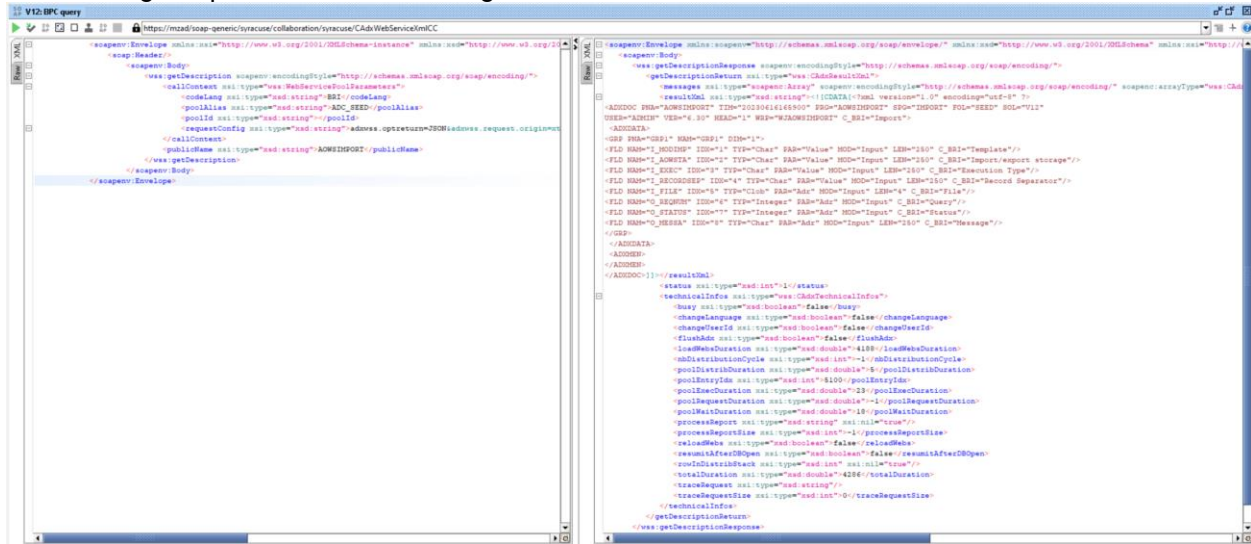 V12: BPC query
https://mzad/soap-generic/syracuse/collaboration/syracuse/CAdxWebServiceXmlCC
XML
Raw
<soapenv:Envelope xmlns:xsi="http://www.w3.org/2001/XMLSchema-instance" xmlns:xsd="http://www.w3.org/20
<soap:Header/>
<soapenv:Body>
<wss:getDescription soapenv:encodingStyle="http://schemas.xmlsoap.org/soap/encoding/">
<callContext xsi:type="wss:WebServicePoolParameters">
<codeLang xsi:type="xsd:string">BRI</codeLang>
<poolAlias xsi:type="xsd:string">ADC_SEED</poolAlias>
<poolId xsi:type="xsd:string"></poolId>
<requestConfig xsi:type="xsd:string">adxwss.optreturn=JSON&adxwss.request.origin=
</callContext>
<publicName xsi:type="xsd:string">AOWSIMPORT</publicName>
</wss:getDescription>
</soapenv:Body>
</soapenv:Envelope>
XML
Raw
<soapenv:Envelope xmlns:soapenv="http://schemas.xmlsoap.org/soap/envelope/" xmlns:xsd="http://www.w3.org/2001/XMLSchema" xmlns:xsi="http://
<soapenv:Body>
<wss:getDescriptionResponse soapenv:encodingStyle="http://schemas.xmlsoap.org/soap/encoding/">
<getDescriptionReturn xsi:type="wss:CAdxResultXml">
<messages xsi:type="soapenc:Array" soapenv:encodingStyle="http://schemas.xmlsoap.org/soap/encoding/" soapenc:arrayType="wss:CAdx
<resultXml xsi:type="xsd:string"><![CDATA[<?xml version="1.0" encoding="utf-8" ?>
<ADXDOC PNA="AOWSIMPORT" TIM="20230616165900" PRG="AOWSIMPORT" SPG="IMPORT" FOL="SEED" SOL="V12"
USER="ADMIN" VER="6.30" HEAD="1" WRP="WJAOWSIMPORT" C_BRI="Import">
<ADXDATA>
<GRP PNA="GRP1" NAM="GRP1" DIM="1">
<FLD NAM="I_MODIMP" IDX="1" TYP="Char" PAR="Value" MOD="Input" LEN="250" C_BRI="Template"/>
<FLD NAM="I_AOWSTA" IDX="2" TYP="Char" PAR="Value" MOD="Input" LEN="250" C_BRI="Import/export storage"/>
<FLD NAM="I_EXEC" IDX="3" TYP="Char" PAR="Value" MOD="Input" LEN="250" C_BRI="Execution Type"/>
<FLD NAM="I_RECORDSEP" IDX="4" TYP="Char" PAR="Value" MOD="Input" LEN="250" C_BRI="Record Separator"/>
<FLD NAM="I_FILE" IDX="5" TYP="Clob" PAR="Adr" MOD="Input" LEN="4" C_BRI="File"/>
<FLD NAM="O_REQNUM" IDX="6" TYP="Integer" PAR="Adr" MOD="Input" C_BRI="Query"/>
<FLD NAM="O_STATUS" IDX="7" TYP="Integer" PAR="Adr" MOD="Input" C_BRI="Status"/>
<FLD NAM="O_MESSA" IDX="8" TYP="Char" PAR="Adr" MOD="Input" LEN="250" C_BRI="Message"/>
</GRP>
</ADXDATA>
<ADXMEN>
</ADXMEN>
</ADXDOC>]]></resultXml>
<status xsi:type="xsd:int">1</status>
<technicalInfos xsi:type="wss:CAdxTechnicalInfos">
<busy xsi:type="xsd:boolean">false</busy>
<changeLanguage xsi:type="xsd:boolean">false</changeLanguage>
<changeUserId xsi:type="xsd:boolean">false</changeUserId>
<flushAdx xsi:type="xsd:boolean">false</flushAdx>
<loadWebsDuration xsi:type="xsd:double">4188</loadWebsDuration>
<nbDistributionCycle xsi:type="xsd:int">-1</nbDistributionCycle>
<poolDistribDuration xsi:type="xsd:double">5</poolDistribDuration>
<poolEntryIdx xsi:type="xsd:int">5100</poolEntryIdx>
<poolExecDuration xsi:type="xsd:double">23</poolExecDuration>
<poolRequestDuration xsi:type="xsd:double">-1</poolRequestDuration>
<poolWaitDuration xsi:type="xsd:double">18</poolWaitDuration>
<processReport xsi:type="xsd:string" xsi:nil="true"/>
<processReportSize xsi:type="xsd:int">-1</processReportSize>
<reloadWebs xsi:type="xsd:boolean">false</reloadWebs>
<resumitAfterDBOpen xsi:type="xsd:boolean">false</resumitAfterDBOpen>
<rowInDistribStack xsi:type="xsd:int" xsi:nil="true"/>
<totalDuration xsi:type="xsd:double">4286</totalDuration>
<traceRequest xsi:type="xsd:string"/>
<traceRequestSize xsi:type="xsd:int">0</traceRequestSize>
</technicalInfos>
</getDescriptionReturn>
</wss:getDescriptionResponse>